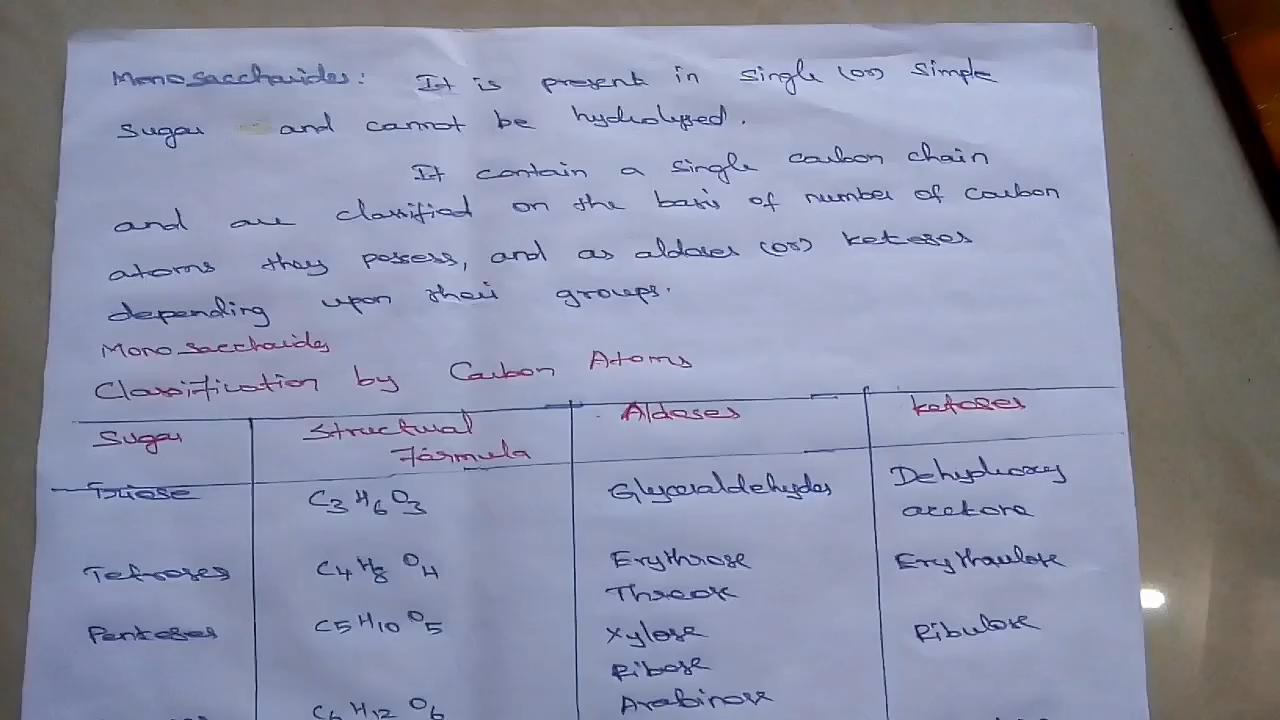 Monosaccharides: It is present in single (or) simple
sugar and cannot be hydrolysed.
It contain a single carbon chain
and are classified on the basis of number of carbon
atoms they possess, and as aldoses (or) ketoses
depending upon their groups.
Mono saccharides
Classification by Carbon Atoms
Sugar Structural Formula Aldoses ketoses
Triose C3H6O3 Glyceraldehydes Dehydroxy
acetone
Tetroses C4H8O4 Erythrose Erythraulose
Threose
Pentoses C5H10O5 Xylose Ribulose
Ribose
Arabinose
C6H12O6